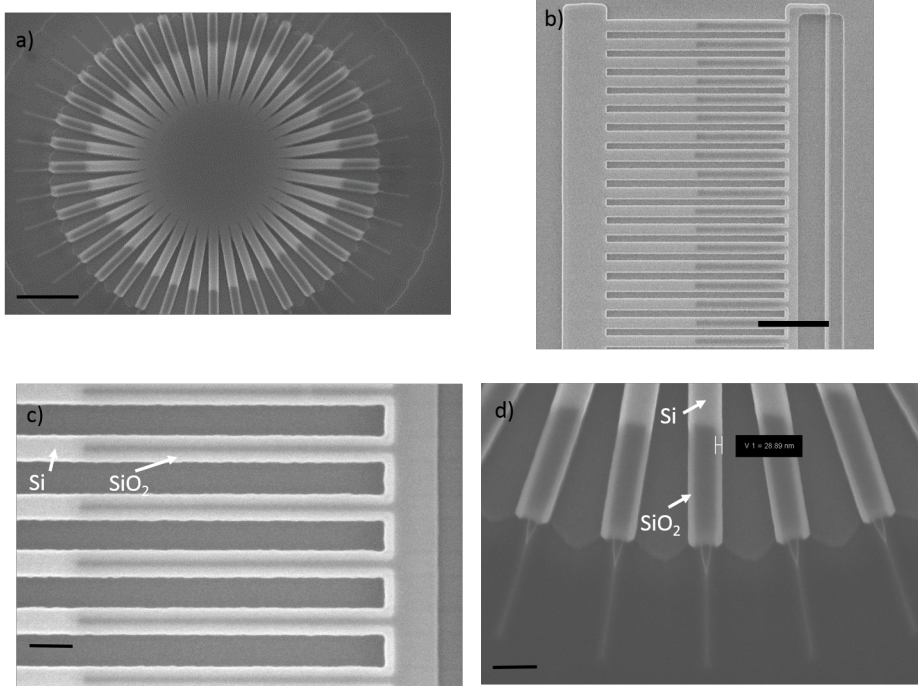 a)
b)
c)
Si
SiO₂
d)
Si
V 1 = 28.89 nm
SiO₂